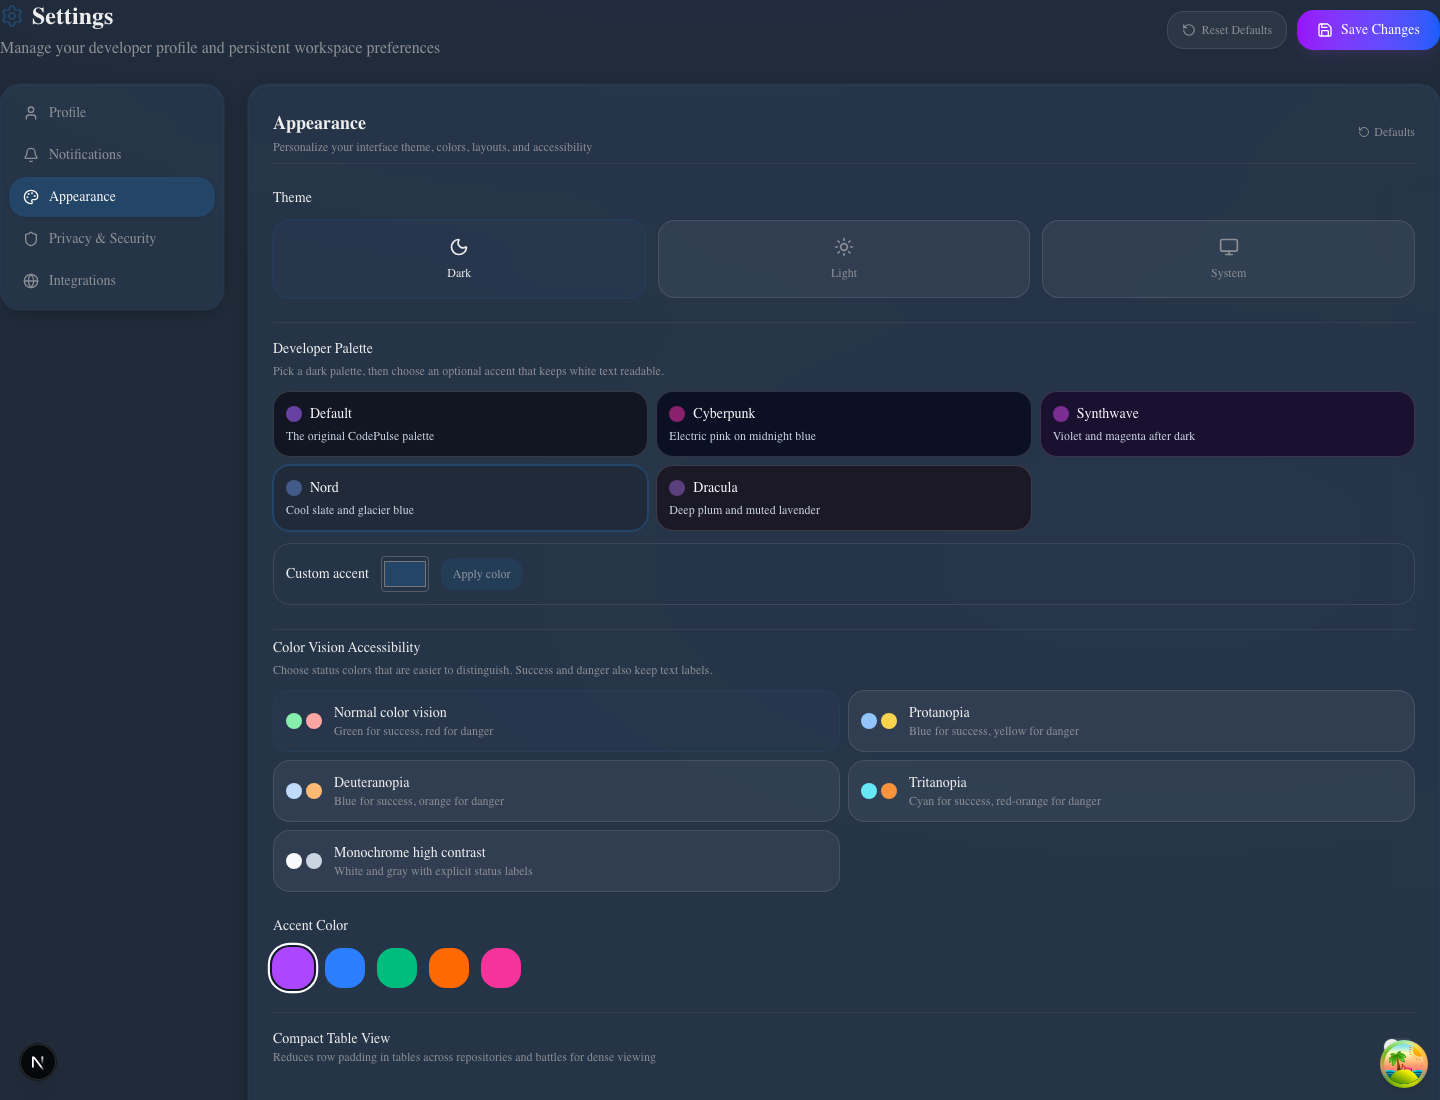 Settings
Manage your developer profile and persistent workspace preferences
Reset Defaults
Save Changes
Profile
Notifications
Appearance
Privacy & Security
Integrations
Appearance
Personalize your interface theme, colors, layouts, and accessibility
Defaults
Theme
Dark
Light
System
Developer Palette
Pick a dark palette, then choose an optional accent that keeps white text readable.
Default
The original CodePulse palette
Cyberpunk
Electric pink on midnight blue
Synthwave
Violet and magenta after dark
Nord
Cool slate and glacier blue
Dracula
Deep plum and muted lavender
Custom accent
Apply color
Color Vision Accessibility
Choose status colors that are easier to distinguish. Success and danger also keep text labels.
Normal color vision
Green for success, red for danger
Protanopia
Blue for success, yellow for danger
Deuteranopia
Blue for success, orange for danger
Tritanopia
Cyan for success, red-orange for danger
Monochrome high contrast
White and gray with explicit status labels
Accent Color
Compact Table View
Reduces row padding in tables across repositories and battles for dense viewing
N